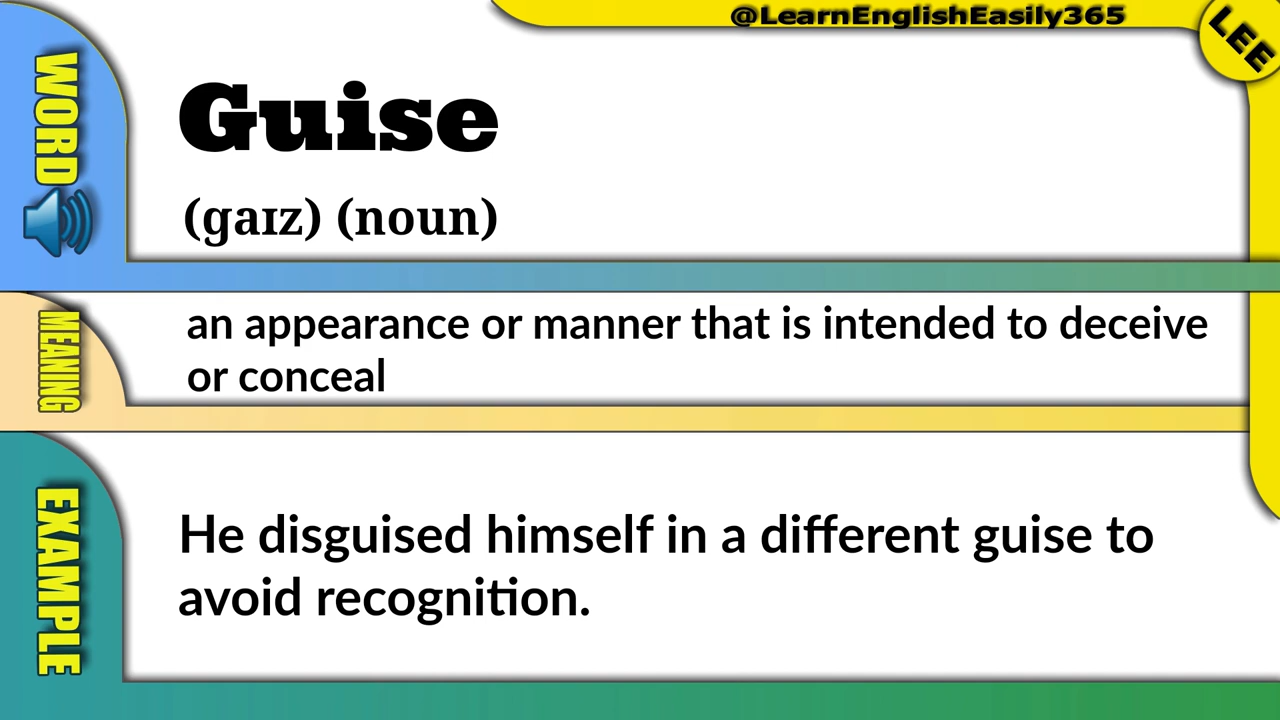 @LearnEnglishEasily365
LEE
WORD
Guise
(ɡaɪz) (noun)
MEANING
an appearance or manner that is intended to deceive
or conceal
EXAMPLE
He disguised himself in a different guise to
avoid recognition.